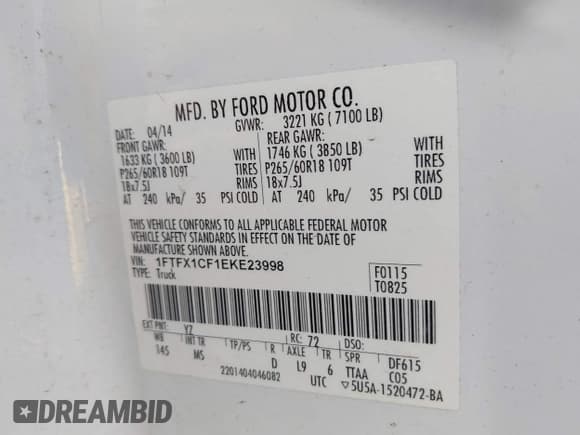 MFD. BY FORD MOTOR CO.
DATE: 04/14 GVWR: 3221 KG ( 7100 LB)
FRONT GAWR: REAR GAWR:
1633 KG ( 3600 LB) WITH 1746 KG ( 3850 LB) WITH
P265/60R18 109T TIRES P265/60R18 109T TIRES
18x7.5J RIMS 18x7.5J RIMS
AT 240 kPa/ 35 PSI COLD AT 240 kPa/ 35 PSI COLD
THIS VEHICLE CONFORMS TO ALL APPLICABLE FEDERAL MOTOR
VEHICLE SAFETY STANDARDS IN EFFECT ON THE DATE OF
MANUFACTURE SHOWN ABOVE.
VIN: 1FTFX1CF1EKE23998
TYPE: Truck
F0115
T0825
EXT PNT: YZ RC: 72 DSO:
WB INT TR TP/PS R AXLE TR SPR DF615
145 MS D L9 6 TTAA C05
2201404046082 UTC ▽5U5A-1520472-BA
DREAMBID